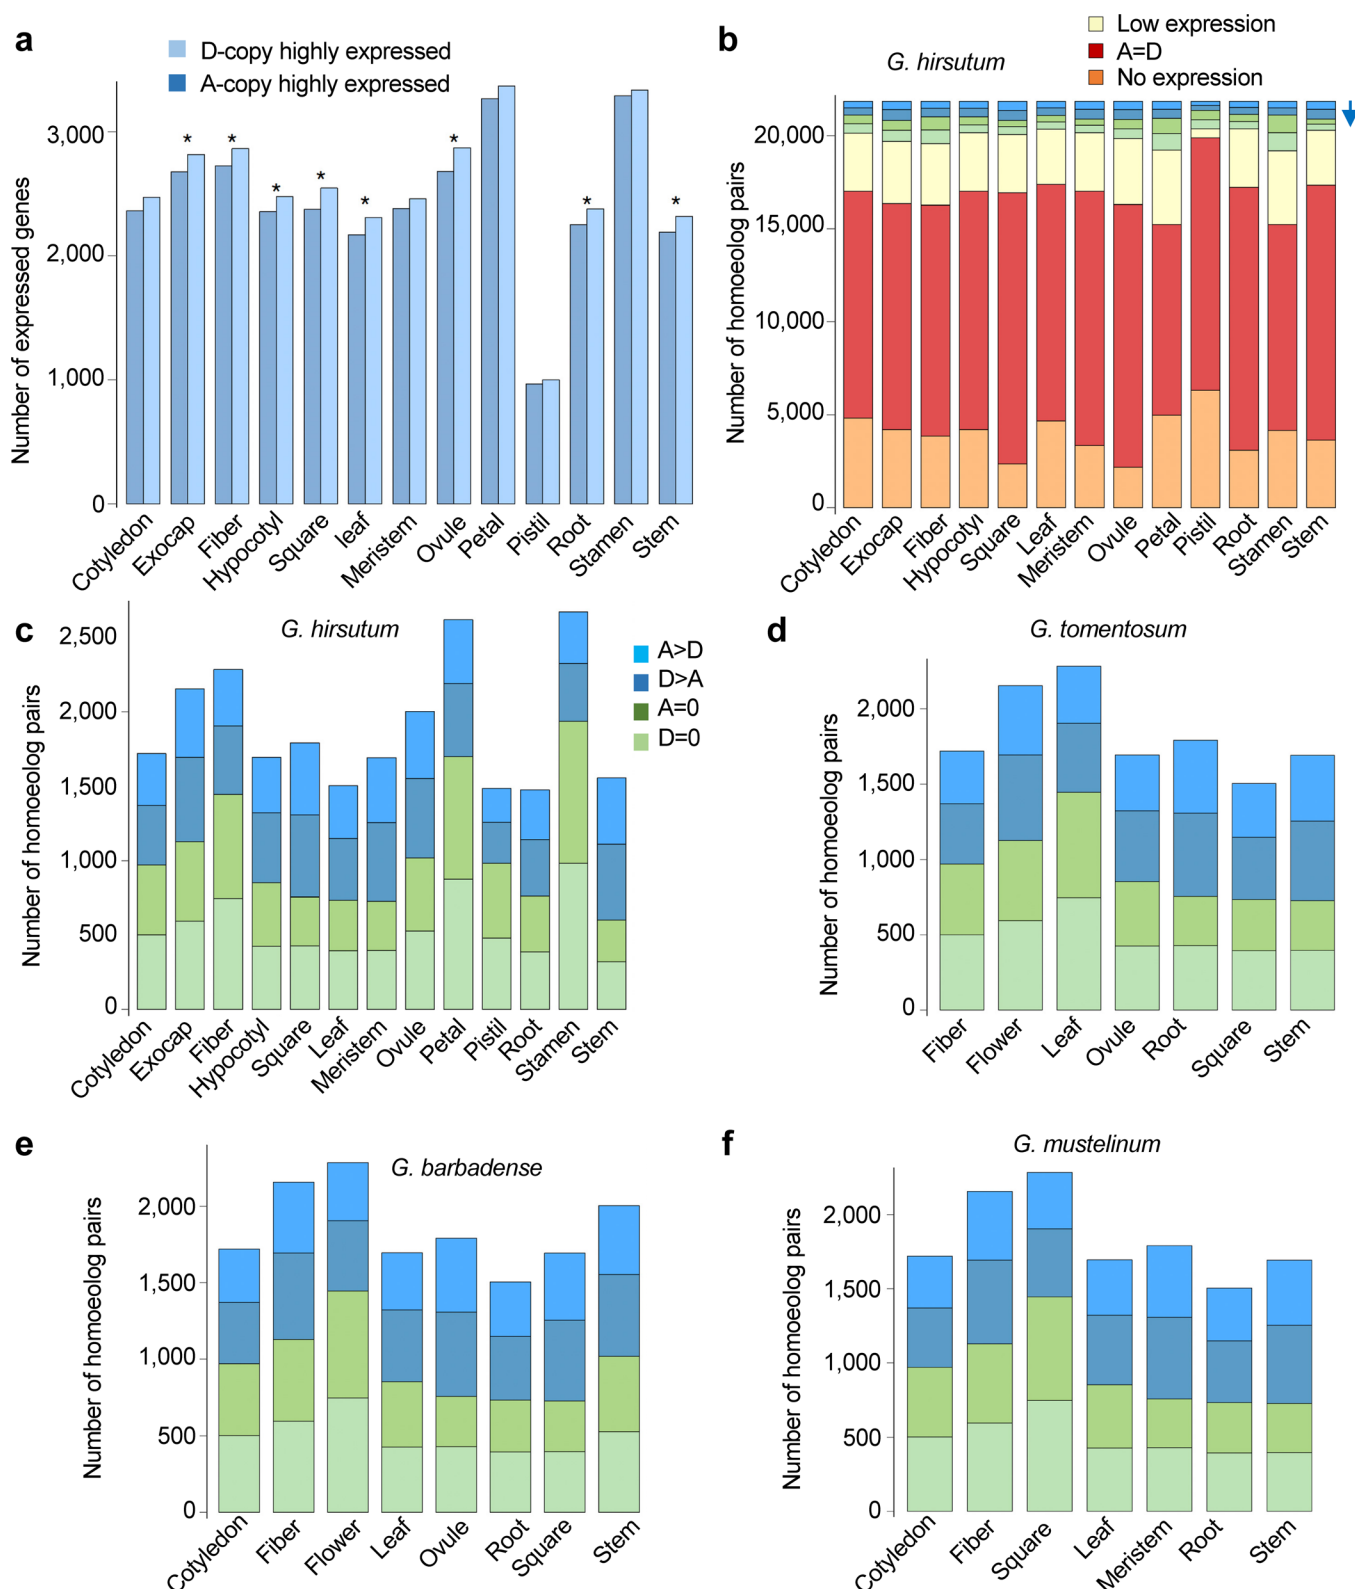 a
D-copy highly expressed
A-copy highly expressed
Number of expressed genes
3,000
2,000
1,000
0
* * * * * * * *
Cotyledon
Exocap
Fiber
Hypocotyl
Square
leaf
Meristem
Ovule
Petal
Pistil
Root
Stamen
Stem
b
G. hirsutum
Low expression
A=D
No expression
Number of homoeolog pairs
20,000
15,000
10,000
5,000
0
Cotyledon
Exocap
Fiber
Hypocotyl
Square
Leaf
Meristem
Ovule
Petal
Pistil
Root
Stamen
Stem
c
G. hirsutum
A>D
D>A
A=0
D=0
Number of homoeolog pairs
2,500
2,000
1,500
1,000
500
0
Cotyledon
Exocap
Fiber
Hypocotyl
Square
Leaf
Meristem
Ovule
Petal
Pistil
Root
Stamen
Stem
d
G. tomentosum
Number of homoeolog pairs
2,000
1,500
1,000
500
0
Fiber
Flower
Leaf
Ovule
Root
Square
Stem
e
G. barbadense
Number of homoeolog pairs
2,000
1,500
1,000
500
0
Cotyledon
Fiber
Flower
Leaf
Ovule
Root
Square
Stem
f
G. mustelinum
Number of homoeolog pairs
2,000
1,500
1,000
500
0
Cotyledon
Fiber
Square
Leaf
Meristem
Root
Stem